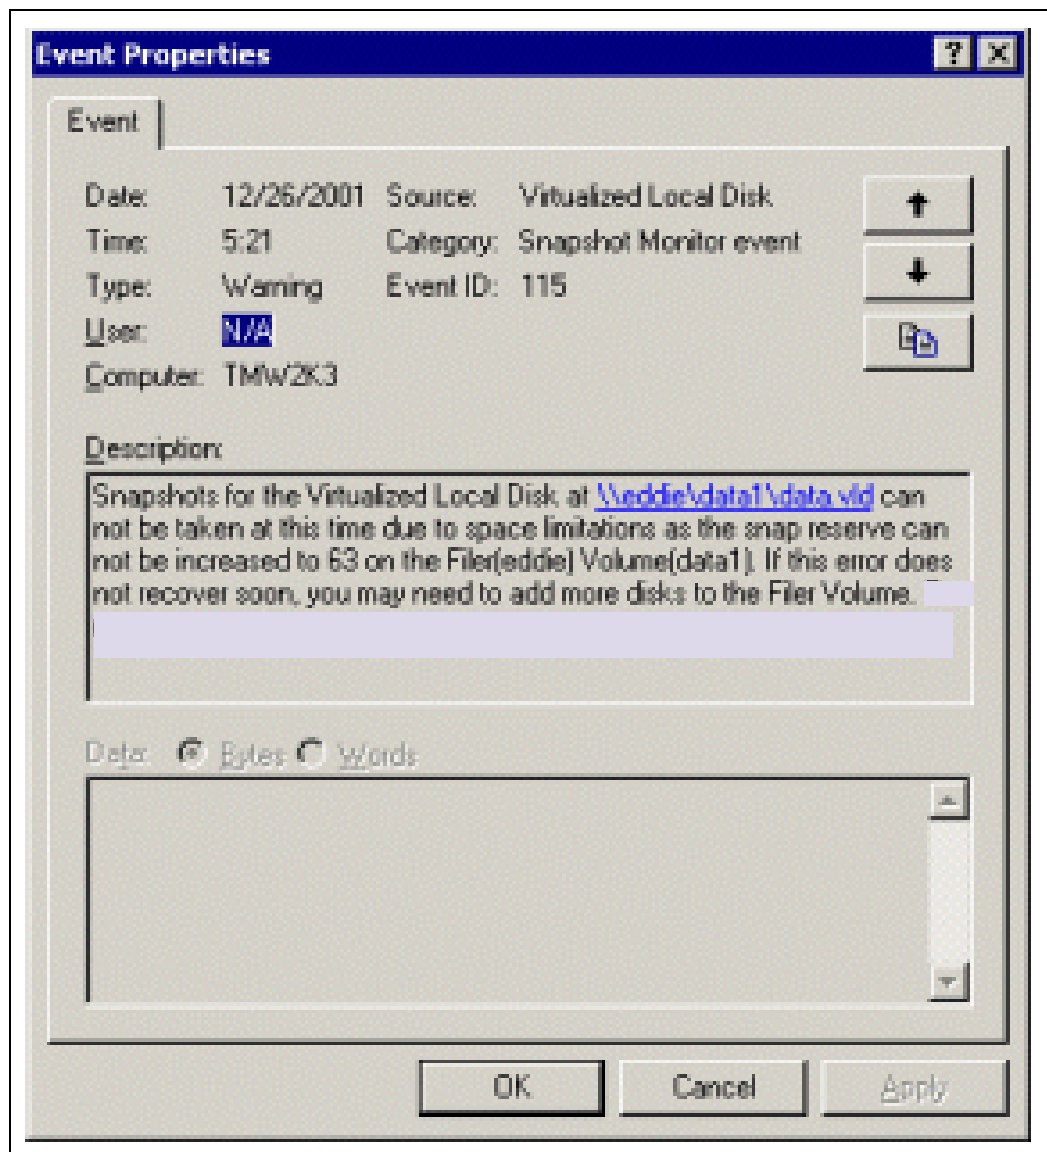 Event Properties
Event
Date: 12/26/2001 Source: Virtualized Local Disk
Time: 5:21 Category: Snapshot Monitor event
Type: Warning Event ID: 115
User: N/A
Computer: TMW2K3
Description:
Snapshots for the Virtualized Local Disk at \\eddie\data1\data.vld can
not be taken at this time due to space limitations as the snap reserve can
not be increased to 63 on the Filer(eddie) Volume(data1). If this error does
not recover soon, you may need to add more disks to the Filer Volume.
Data: Bytes Words
OK Cancel Apply